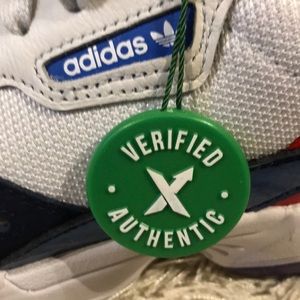 adidas
VERIFIED
X
AUTHENTIC